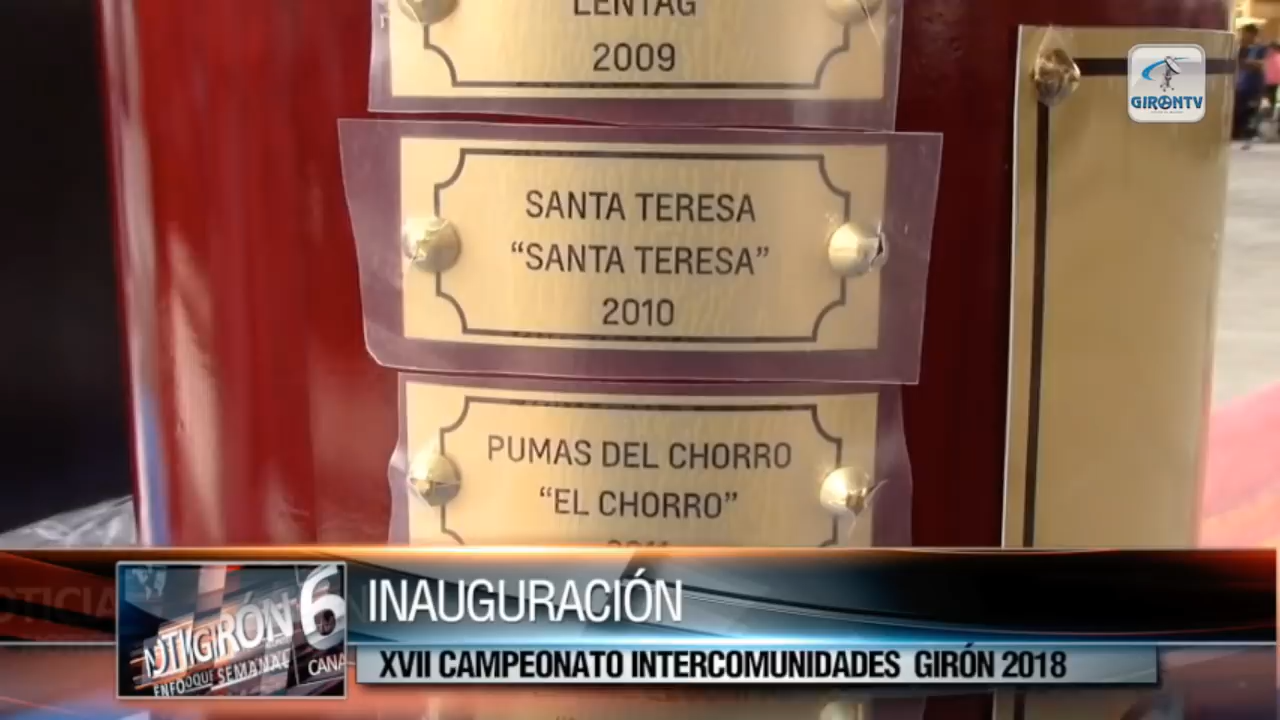 LENTAG
2009
GIRONTV
SANTA TERESA
“SANTA TERESA”
2010
PUMAS DEL CHORRO
“EL CHORRO”
2011
NOTIGIRÓN 6
ENFOQUE SEMANAL
INAUGURACIÓN
XVII CAMPEONATO INTERCOMUNIDADES GIRÓN 2018